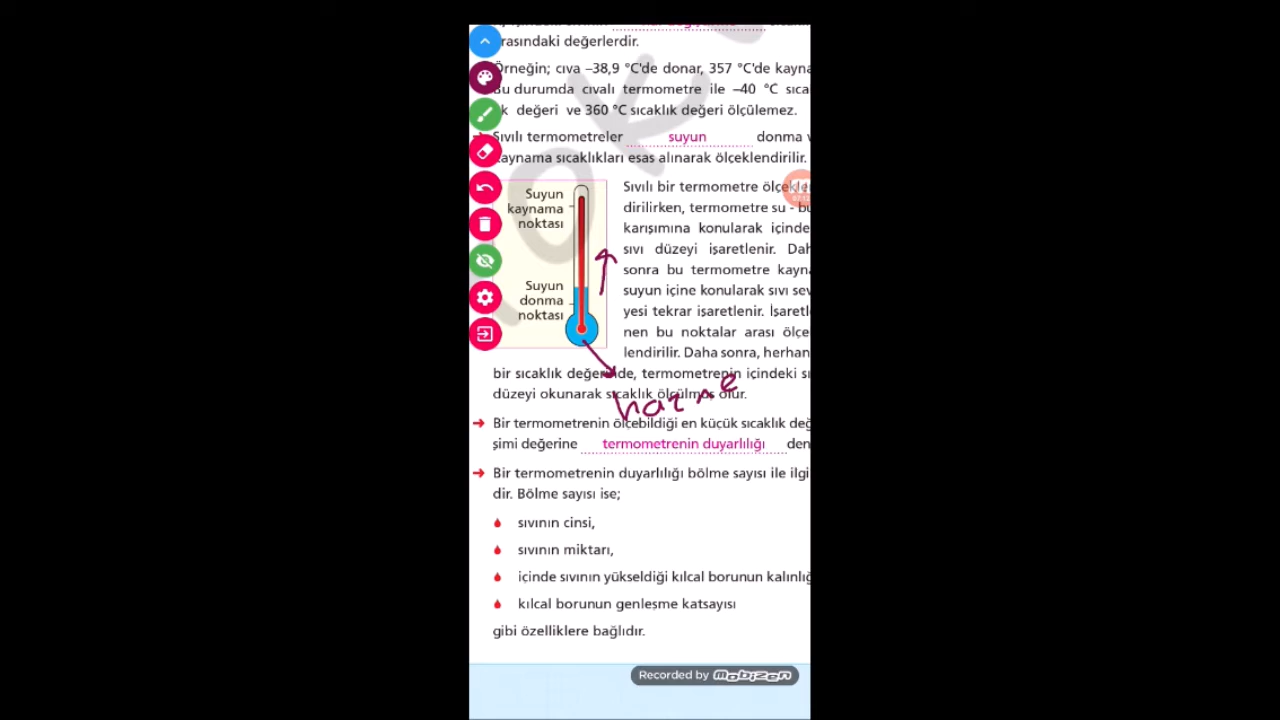 rasındaki değerlerdir.
Örneğin; cıva –38,9 °C'de donar, 357 °C'de kayna
Bu durumda cıvalı termometre ile –40 °C sıca
k değeri ve 360 °C sıcaklık değeri ölçülemez.
Sıvılı termometreler suyun donma v
kaynama sıcaklıkları esas alınarak ölçeklendirilir.
Suyun
kaynama
noktası
Suyun
donma
noktası
Sıvılı bir termometre ölçekle
dirilirken, termometre su - bu
karışımına konularak içinde
sıvı düzeyi işaretlenir. Dah
sonra bu termometre kayna
suyun içine konularak sıvı sev
yesi tekrar işaretlenir. İşaretl
nen bu noktalar arası ölçe
lendirilir. Daha sonra, herhan
bir sıcaklık değerinde, termometrenin içindeki sı
düzeyi okunarak sıcaklık ölçülmüş olur.
hazne
Bir termometrenin ölçebildiği en küçük sıcaklık değ
şimi değerine termometrenin duyarlılığı den
Bir termometrenin duyarlılığı bölme sayısı ile ilgi
dir. Bölme sayısı ise;
sıvının cinsi,
sıvının miktarı,
içinde sıvının yükseldiği kılcal borunun kalınlığ
kılcal borunun genleşme katsayısı
gibi özelliklere bağlıdır.
Recorded by Mobizen